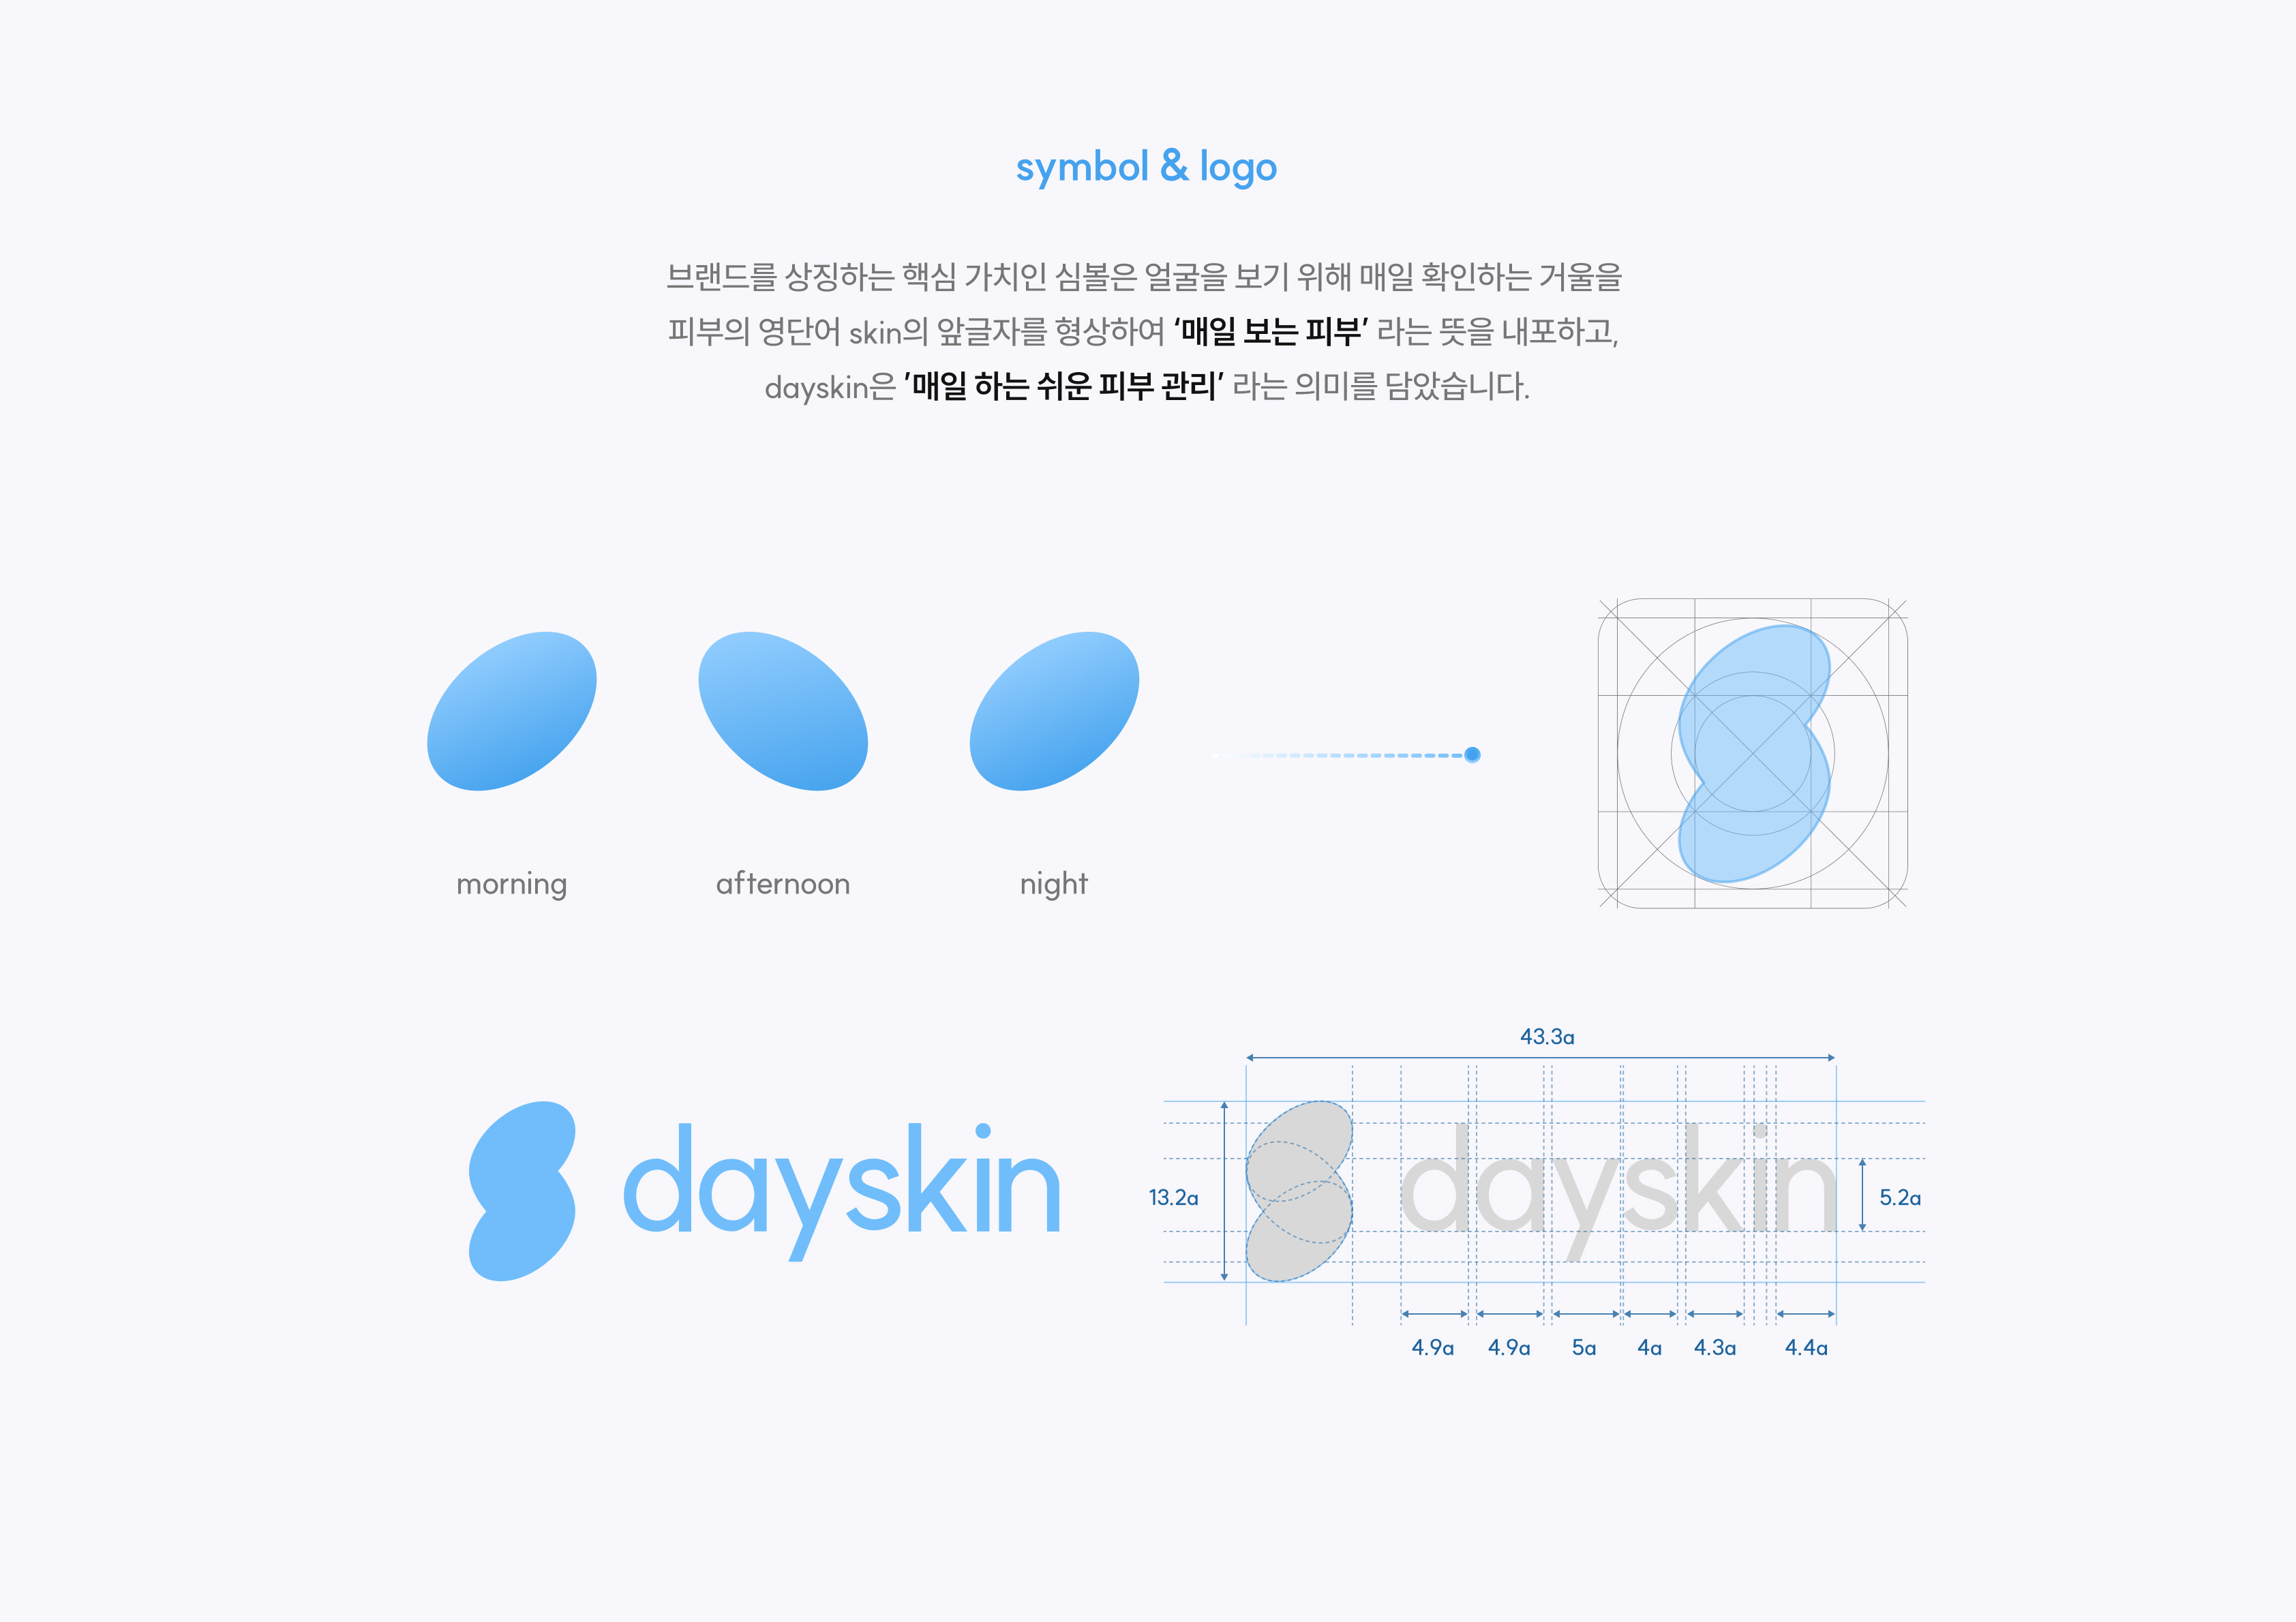 symbol & logo
브랜드를 상징하는 핵심 가치인 심볼은 얼굴을 보기 위해 매일 확인하는 거울을
피부의 영단어 skin의 앞글자를 형상하여 ‘매일 보는 피부’ 라는 뜻을 내포하고,
dayskin은 ’매일 하는 쉬운 피부 관리’ 라는 의미를 담았습니다.
morning
afternoon
night
dayskin
43.3a
13.2a
dayskin
5.2a
4.9a
4.9a
5a
4a
4.3a
4.4a